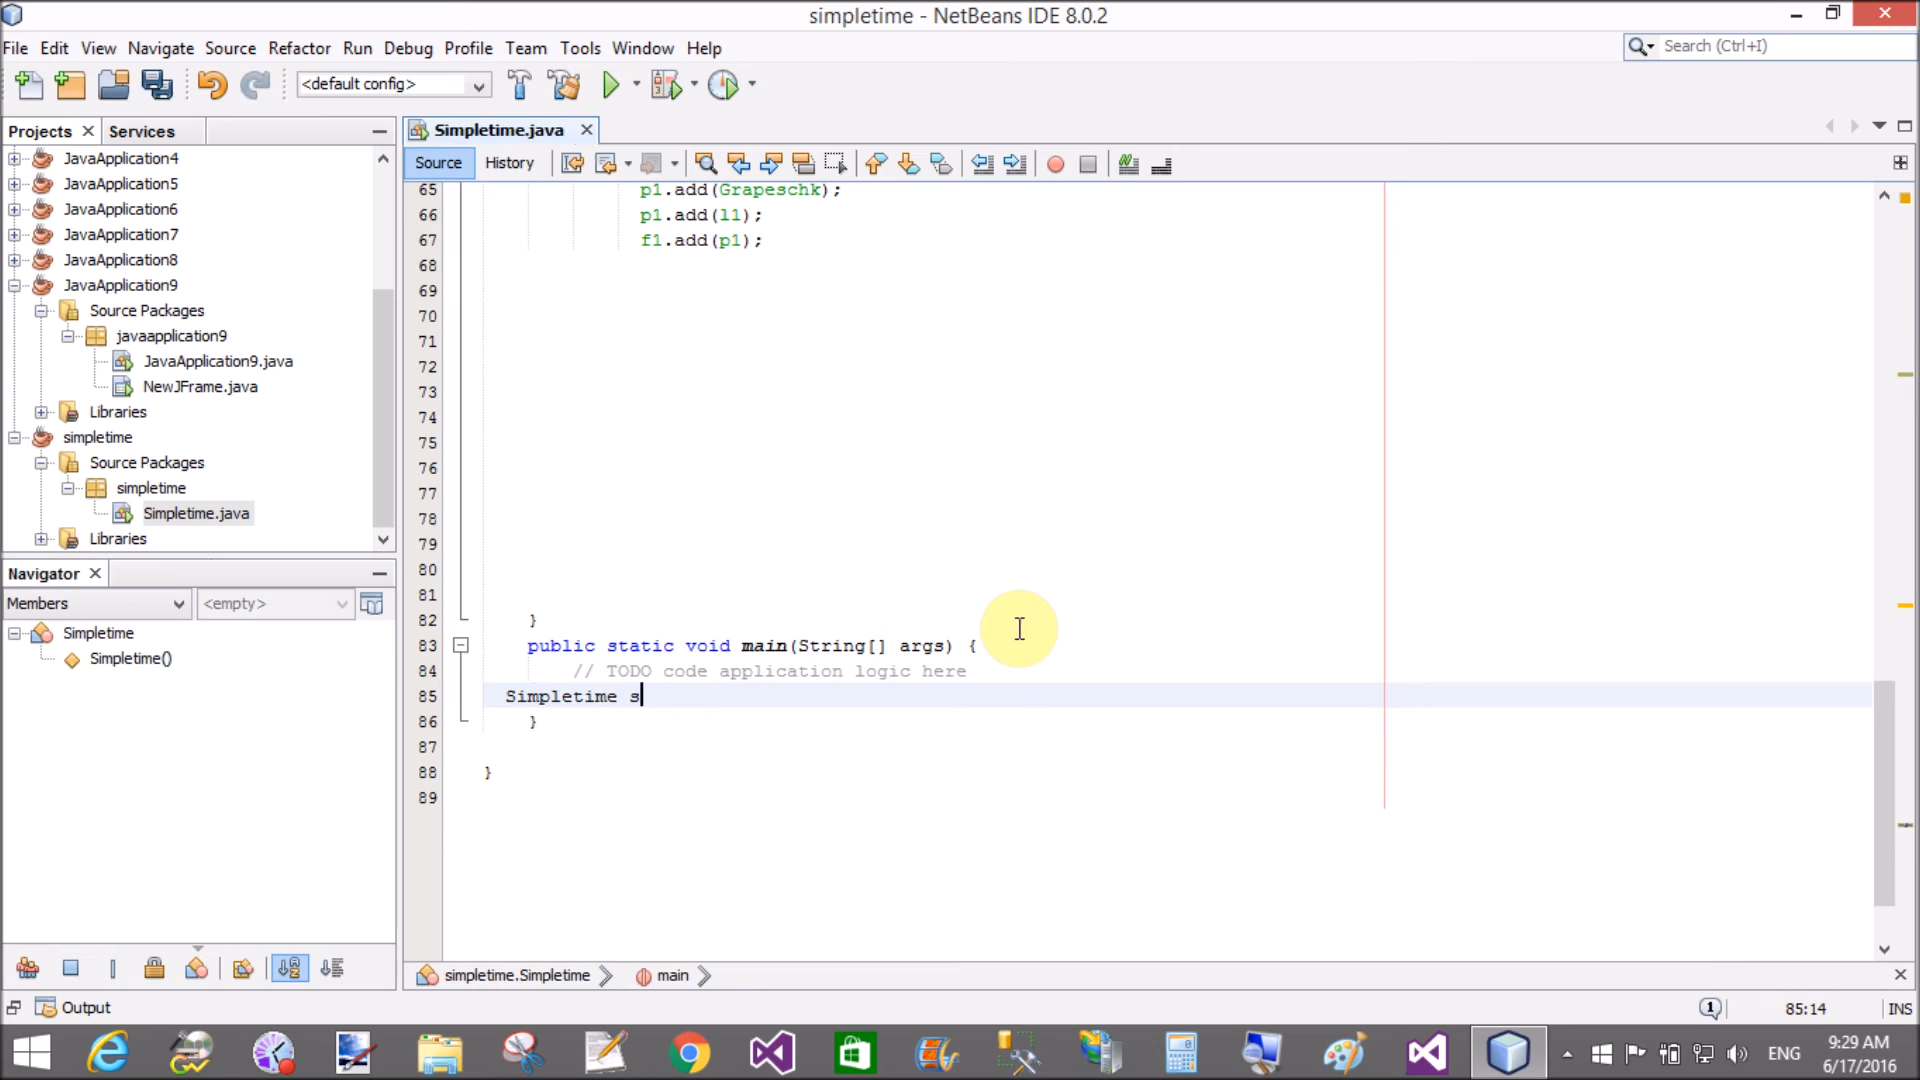 simpletime - NetBeans IDE 8.0.2
File Edit View Navigate Source Refactor Run Debug Profile Team Tools Window Help
Search (Ctrl+I)
<default config>
Projects Services
JavaApplication4
JavaApplication5
JavaApplication6
JavaApplication7
JavaApplication8
JavaApplication9
Source Packages
javaapplication9
JavaApplication9.java
NewJFrame.java
Libraries
simpletime
Source Packages
simpletime
Simpletime.java
Libraries
Navigator
Members <empty>
Simpletime
Simpletime()
Simpletime.java
Source History
65 p1.add(Grapeschk);
66 p1.add(l1);
67 f1.add(p1);
68
69
70
71
72
73
74
75
76
77
78
79
80
81
82 }
83 public static void main(String[] args) {
84 // TODO code application logic here
85 Simpletime s
86 }
87
88 }
89
simpletime.Simpletime main
Output
1 85:14 INS
ENG
9:29 AM
6/17/2016